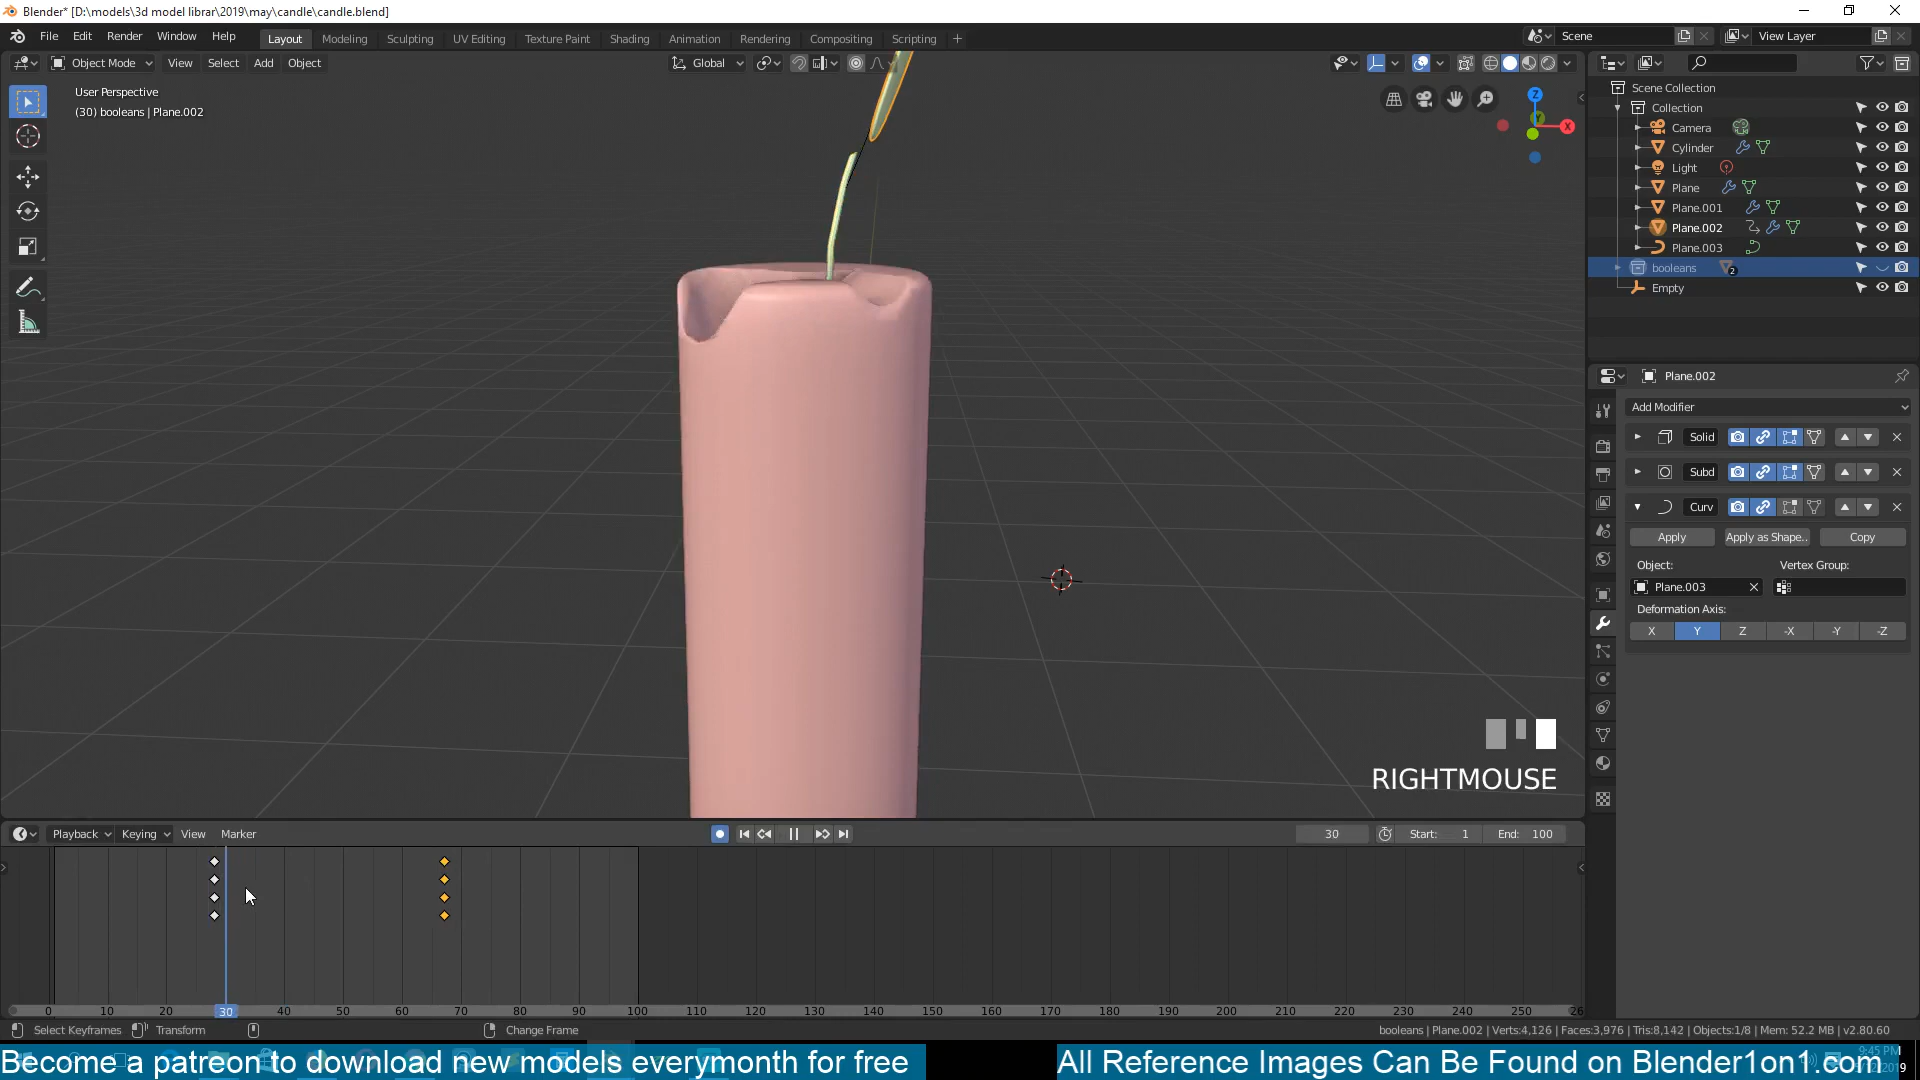 Blender* [D:\models\3d model librar\2019\may\candle\candle.blend]
File Edit Render Window Help Layout Modeling Sculpting UV Editing Texture Paint Shading Animation Rendering Compositing Scripting + Scene View Layer
Object Mode View Select Add Object Global
User Perspective
(30) booleans | Plane.002
Z
Y
X
Scene Collection
Collection
Camera
Cylinder
Light
Plane
Plane.001
Plane.002
Plane.003
booleans 2
Empty
Plane.002
Add Modifier
Solid
Subd
Curv
Apply Apply as Shape.. Copy
Object: Vertex Group:
Plane.003
Deformation Axis:
X Y Z -X -Y -Z
RIGHTMOUSE
Playback Keying View Marker 30 Start: 1 End: 100
0 10 20 30 40 50 60 70 80 90 100 110 120 130 140 150 160 170 180 190 200 210 220 230 240 250 26
Select Keyframes Transform Change Frame booleans | Plane.002 | Verts:4,126 | Faces:3,976 | Tris:8,142 | Objects:1/8 | Mem: 52.2 MB | v2.80.60
Become a patreon to download new models everymonth for free All Reference Images Can Be Found on Blender1on1.com
9:45 PM